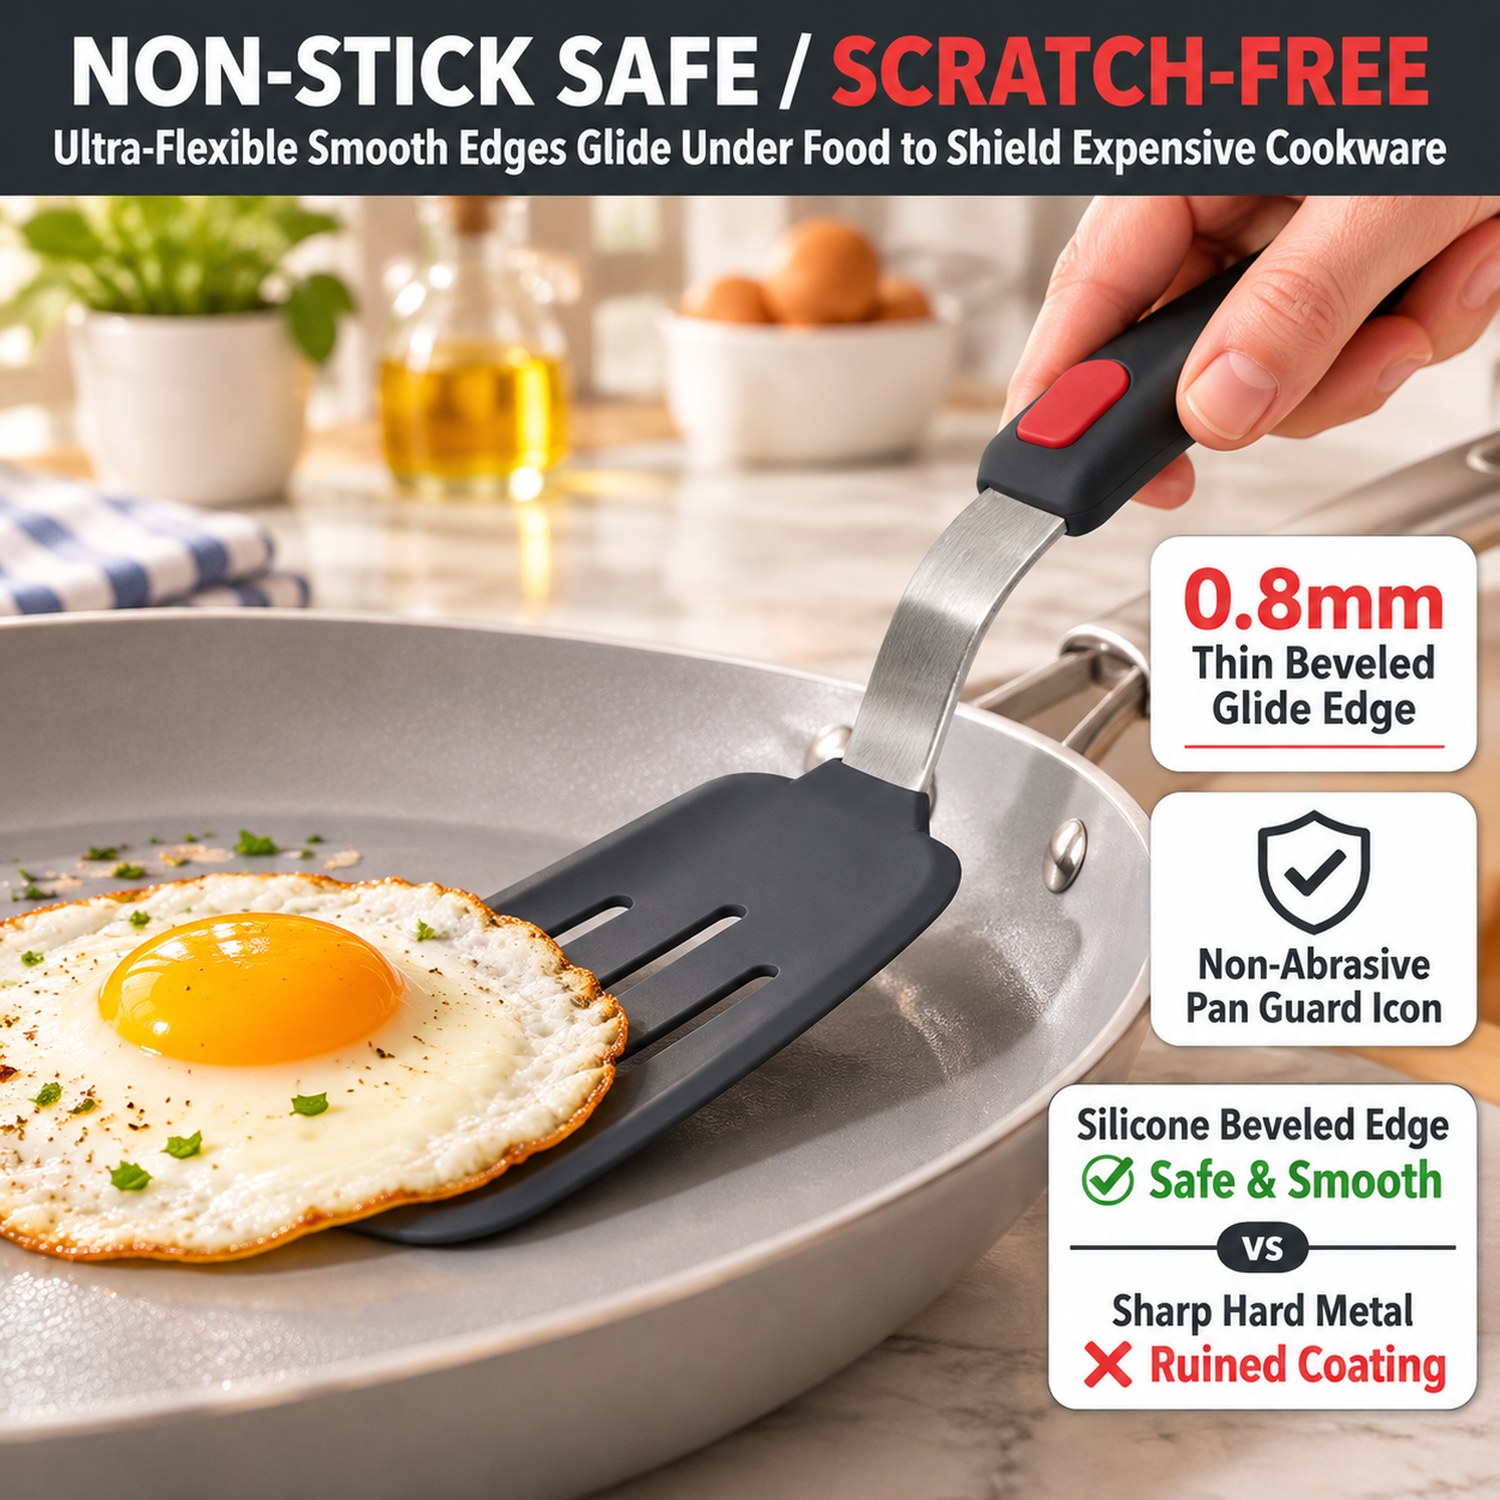 NON-STICK SAFE / SCRATCH-FREE
Ultra-Flexible Smooth Edges Glide Under Food to Shield Expensive Cookware
0.8mm
Thin Beveled
Glide Edge
Non-Abrasive
Pan Guard Icon
Silicone Beveled Edge
Safe & Smooth
VS
Sharp Hard Metal
Ruined Coating